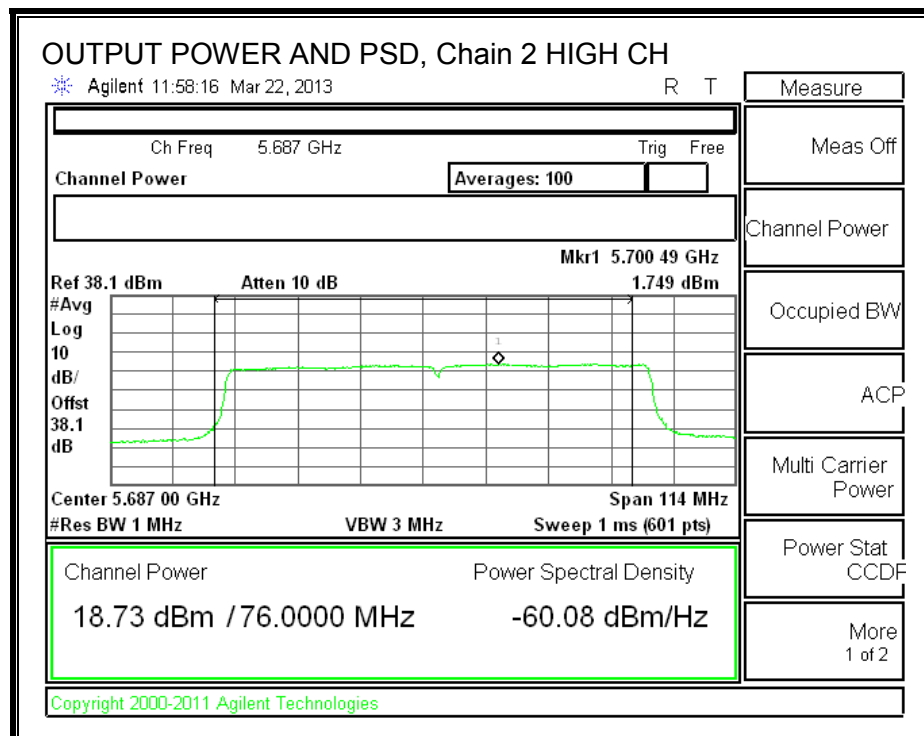 OUTPUT POWER AND PSD, Chain 2 HIGH CH
Agilent 11:58:16 Mar 22, 2013 R T
Measure
Ch Freq 5.687 GHz Trig Free
Meas Off
Channel Power Averages: 100
Channel Power
Mkr1 5.700 49 GHz
Ref 38.1 dBm Atten 10 dB 1.749 dBm
#Avg
Log
10
dB/
Offst
38.1
dB
1
Occupied BW
ACP
Multi Carrier
Power
Center 5.687 00 GHz Span 114 MHz
#Res BW 1 MHz VBW 3 MHz Sweep 1 ms (601 pts)
Power Stat
CCDF
Channel Power Power Spectral Density
18.73 dBm / 76.0000 MHz -60.08 dBm/Hz
More
1 of 2
Copyright 2000-2011 Agilent Technologies